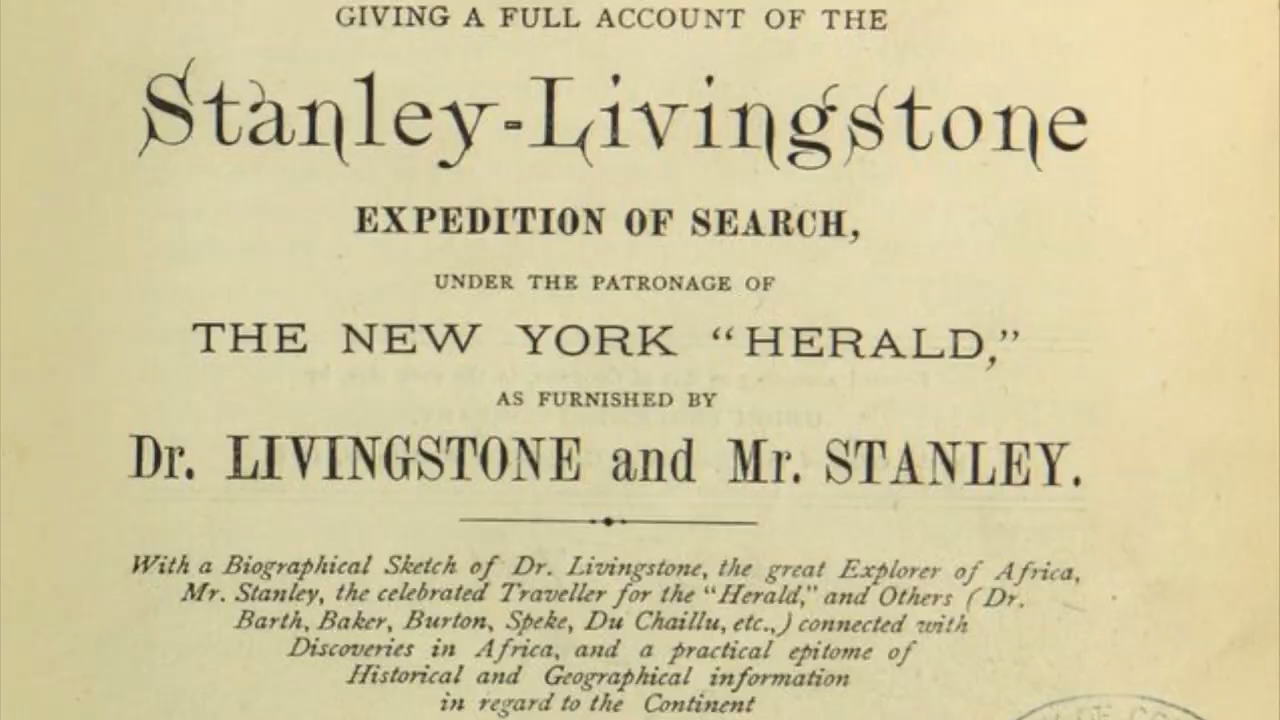 GIVING A FULL ACCOUNT OF THE
Stanley-Livingstone
EXPEDITION OF SEARCH,
UNDER THE PATRONAGE OF
THE NEW YORK "HERALD,"
AS FURNISHED BY
Dr. LIVINGSTONE and Mr. STANLEY.
With a Biographical Sketch of Dr. Livingstone, the great Explorer of Africa,
Mr. Stanley, the celebrated Traveller for the "Herald," and Others (Dr.
Barth, Baker, Burton, Speke, Du Chaillu, etc.,) connected with
Discoveries in Africa, and a practical epitome of
Historical and Geographical information
in regard to the Continent